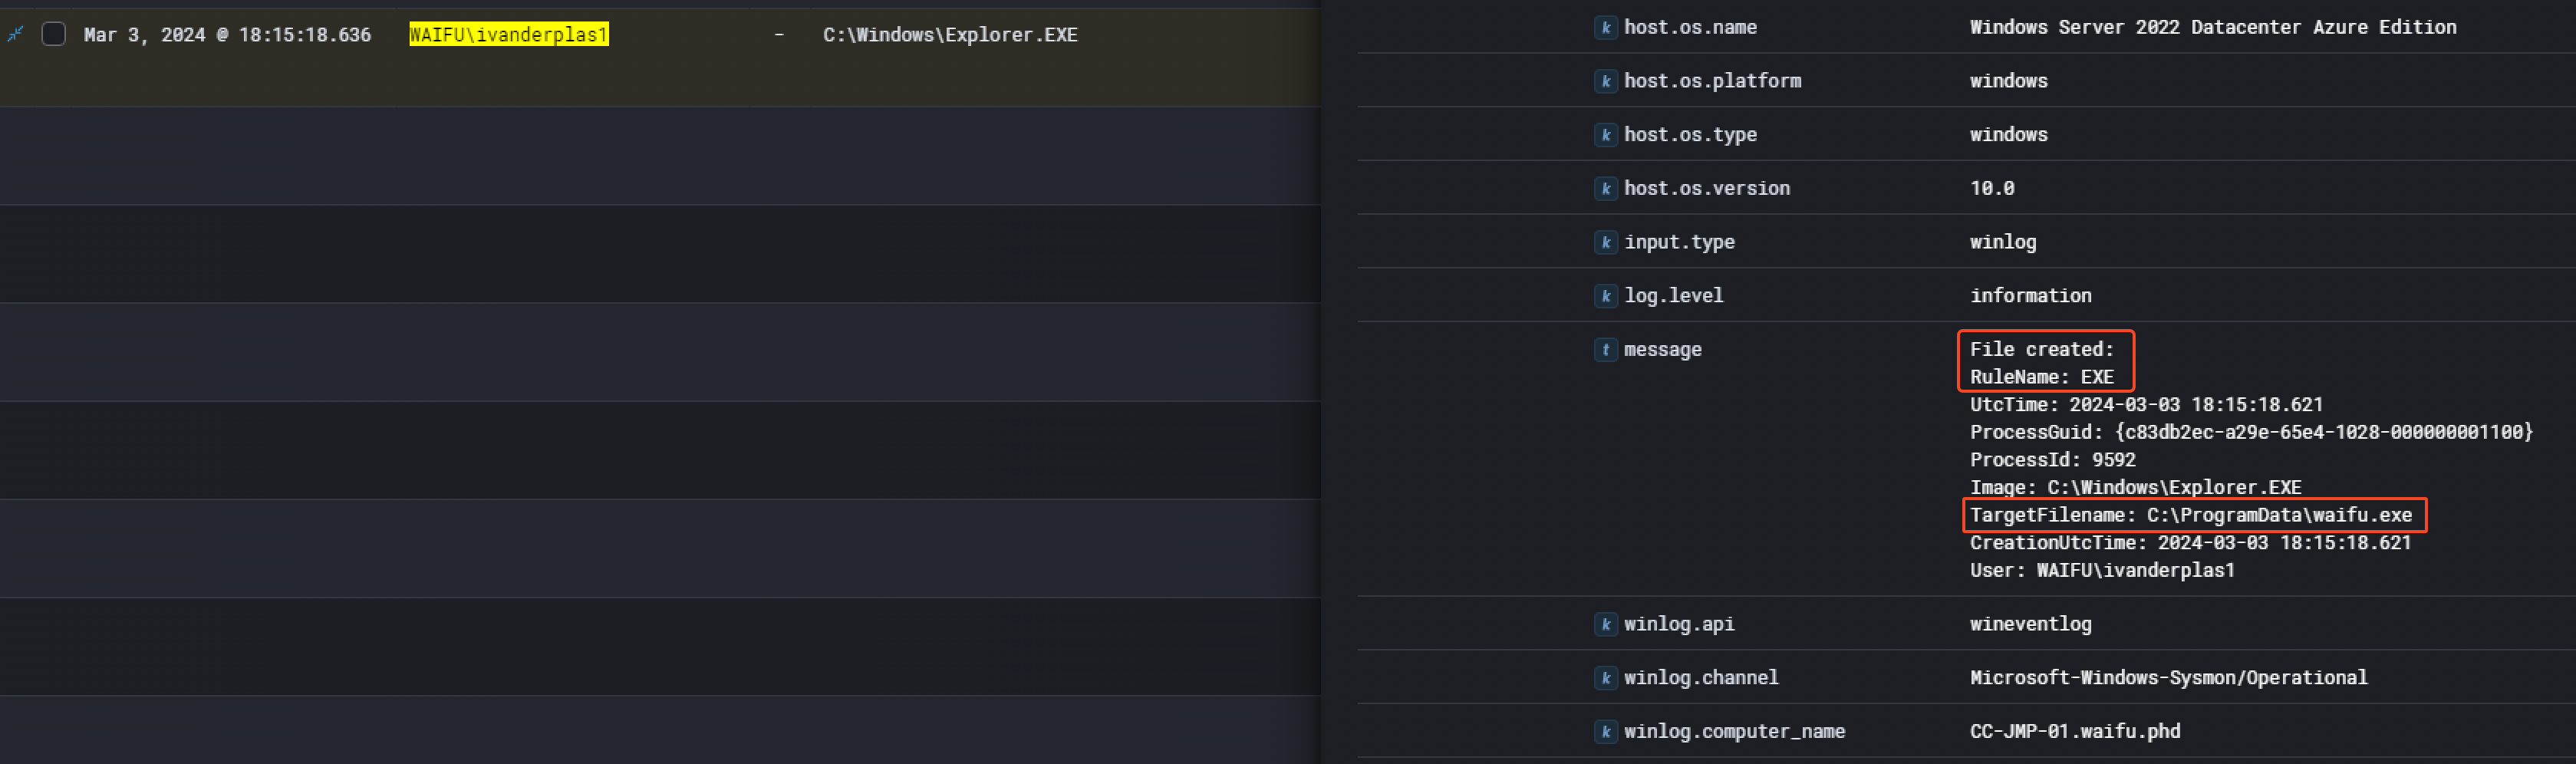 Mar 3, 2024 @ 18:15:18.636 WAIFU\ivanderplas1 - C:\Windows\Explorer.EXE
k host.os.name Windows Server 2022 Datacenter Azure Edition
k host.os.platform windows
k host.os.type windows
k host.os.version 10.0
k input.type winlog
k log.level information
t message File created:
RuleName: EXE
UtcTime: 2024-03-03 18:15:18.621
ProcessGuid: {c83db2ec-a29e-65e4-1028-000000001100}
ProcessId: 9592
Image: C:\Windows\Explorer.EXE
TargetFilename: C:\ProgramData\waifu.exe
CreationUtcTime: 2024-03-03 18:15:18.621
User: WAIFU\ivanderplas1
k winlog.api wineventlog
k winlog.channel Microsoft-Windows-Sysmon/Operational
k winlog.computer_name CC-JMP-01.waifu.phd